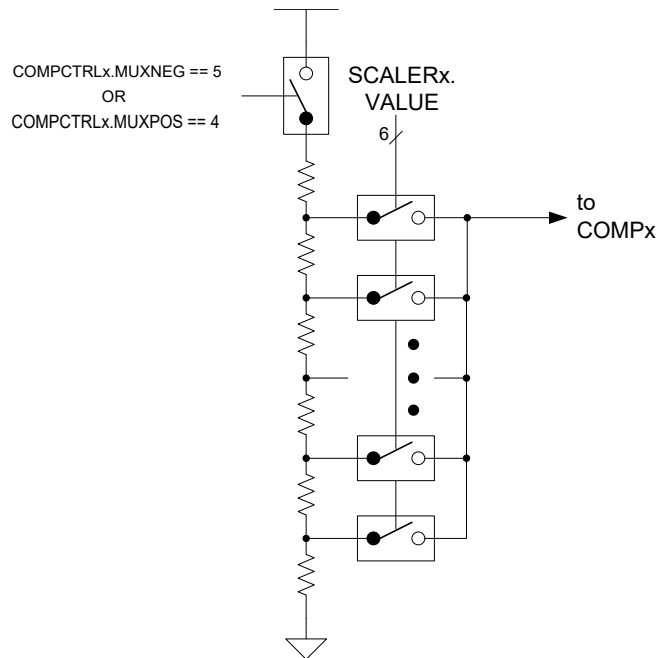 COMPCTRLx.MUXNEG == 5
OR
COMPCTRLx.MUXPOS == 4
SCALERx.
VALUE
6
to
COMPx